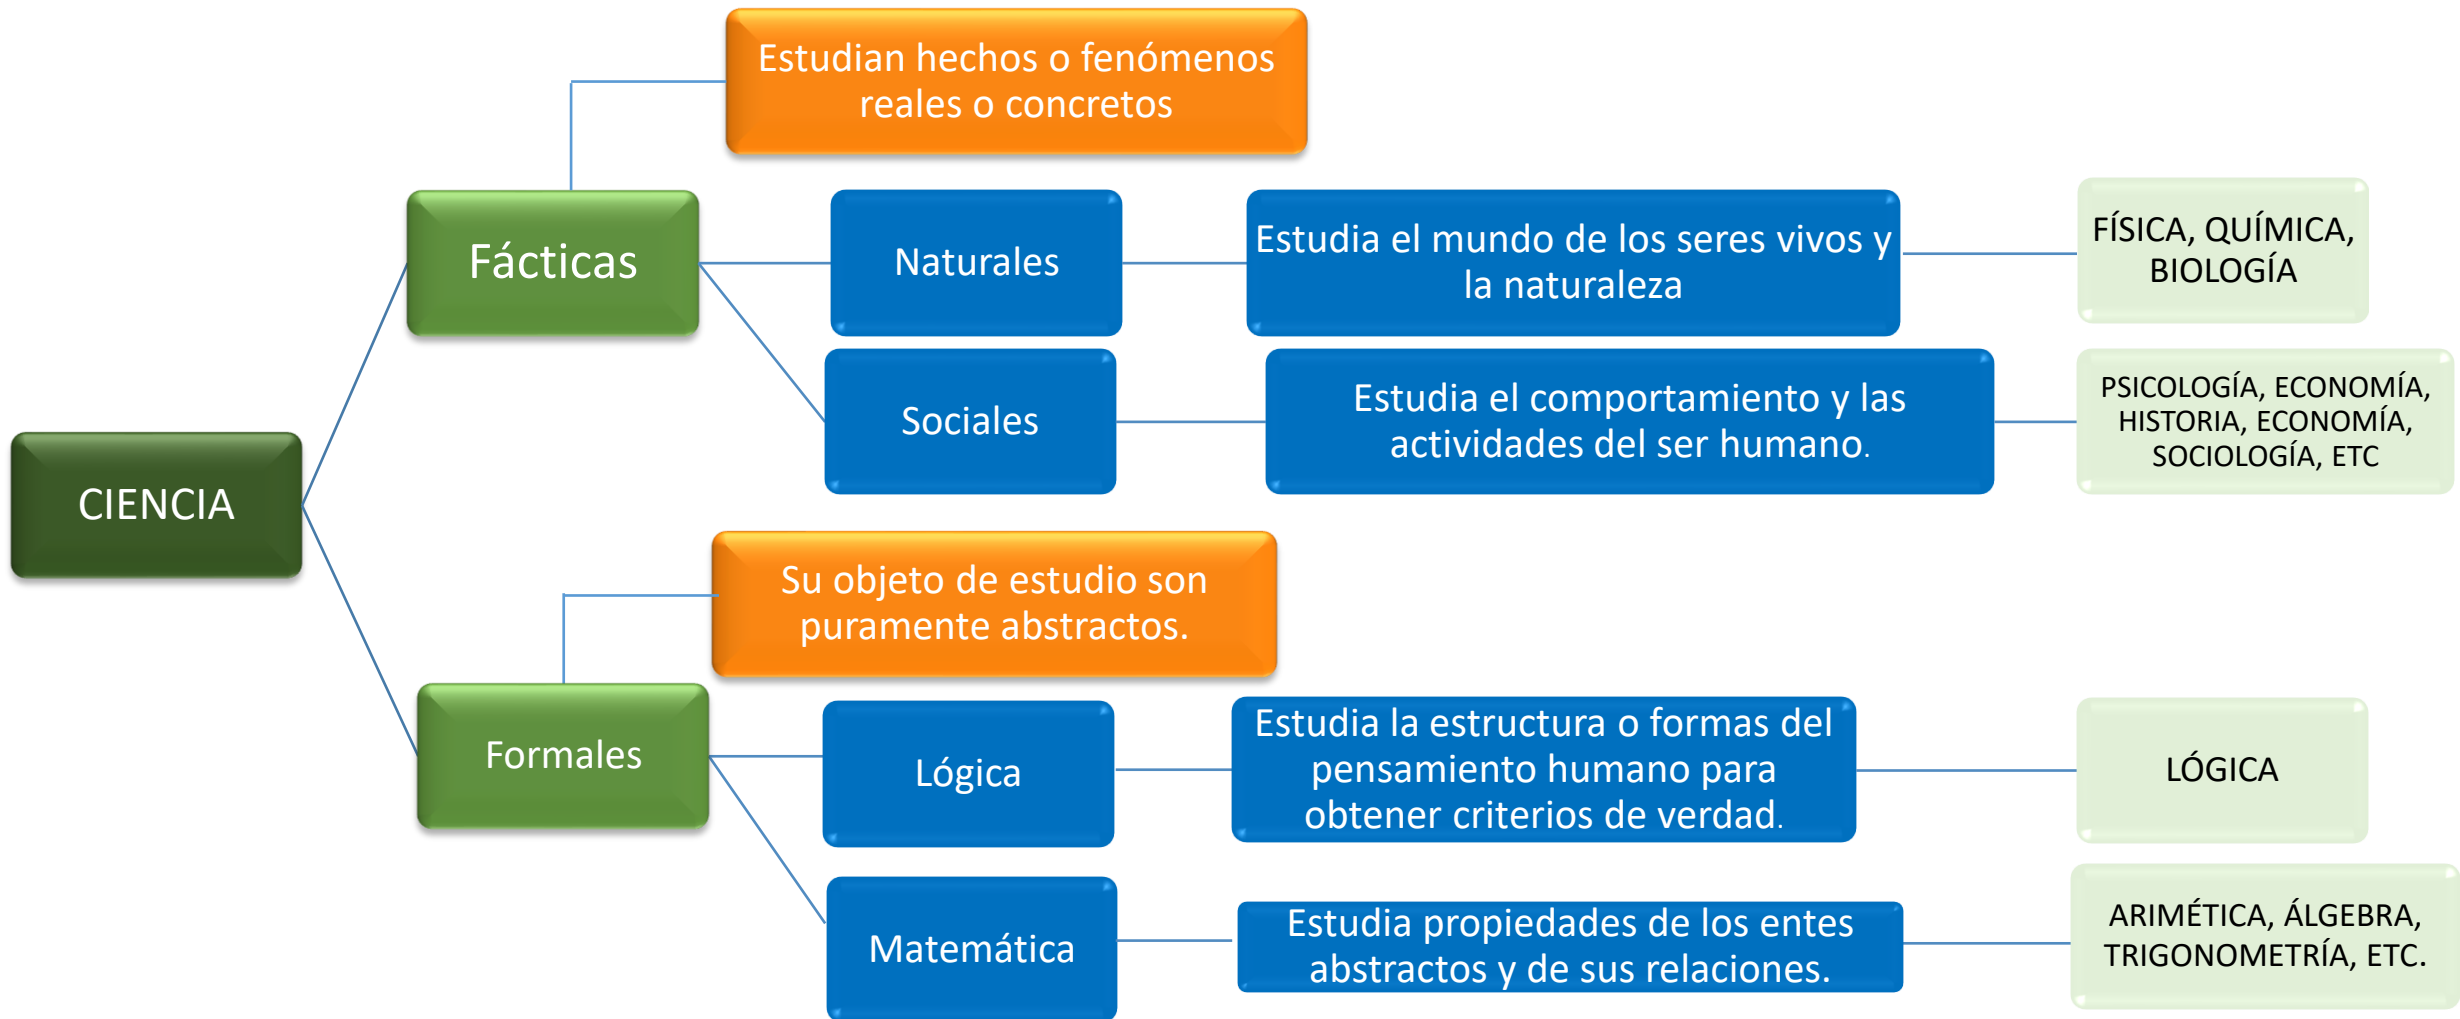 Estudian hechos o fenómenos
reales o concretos
Fácticas
Naturales
Estudia el mundo de los seres vivos y
la naturaleza
FÍSICA, QUÍMICA,
BIOLOGÍA
Sociales
Estudia el comportamiento y las
actividades del ser humano.
PSICOLOGÍA, ECONOMÍA,
HISTORIA, ECONOMÍA,
SOCIOLOGÍA, ETC
CIENCIA
Su objeto de estudio son
puramente abstractos.
Formales
Lógica
Estudia la estructura o formas del
pensamiento humano para
obtener criterios de verdad.
LÓGICA
Matemática
Estudia propiedades de los entes
abstractos y de sus relaciones.
ARIMÉTICA, ÁLGEBRA,
TRIGONOMETRÍA, ETC.